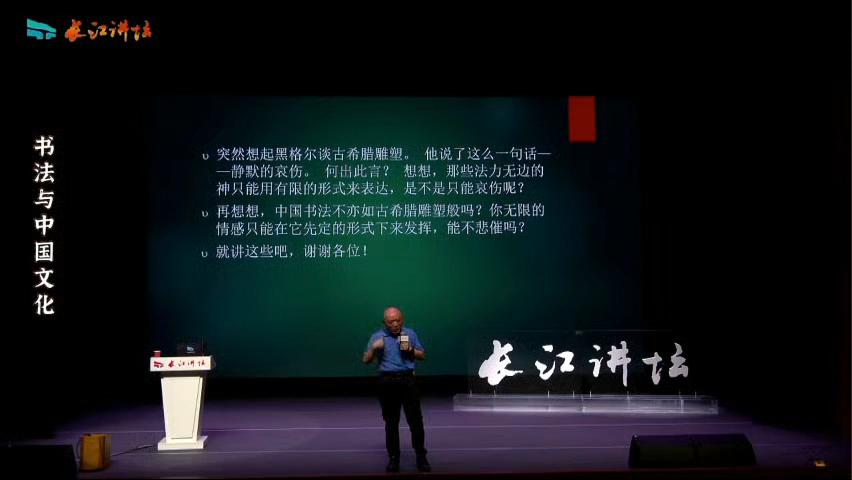 长江讲坛
书法与中国文化
突然想起黑格尔谈古希腊雕塑。 他说了这么一句话—
—静默的哀伤。 何出此言？ 想想，那些法力无边的
神只能用有限的形式来表达，是不是只能哀伤呢？
再想想，中国书法不亦如古希腊雕塑般吗？你无限的
情感只能在它先定的形式下来发挥，能不悲催吗？
就讲这些吧，谢谢各位！
长江讲坛
长江讲坛